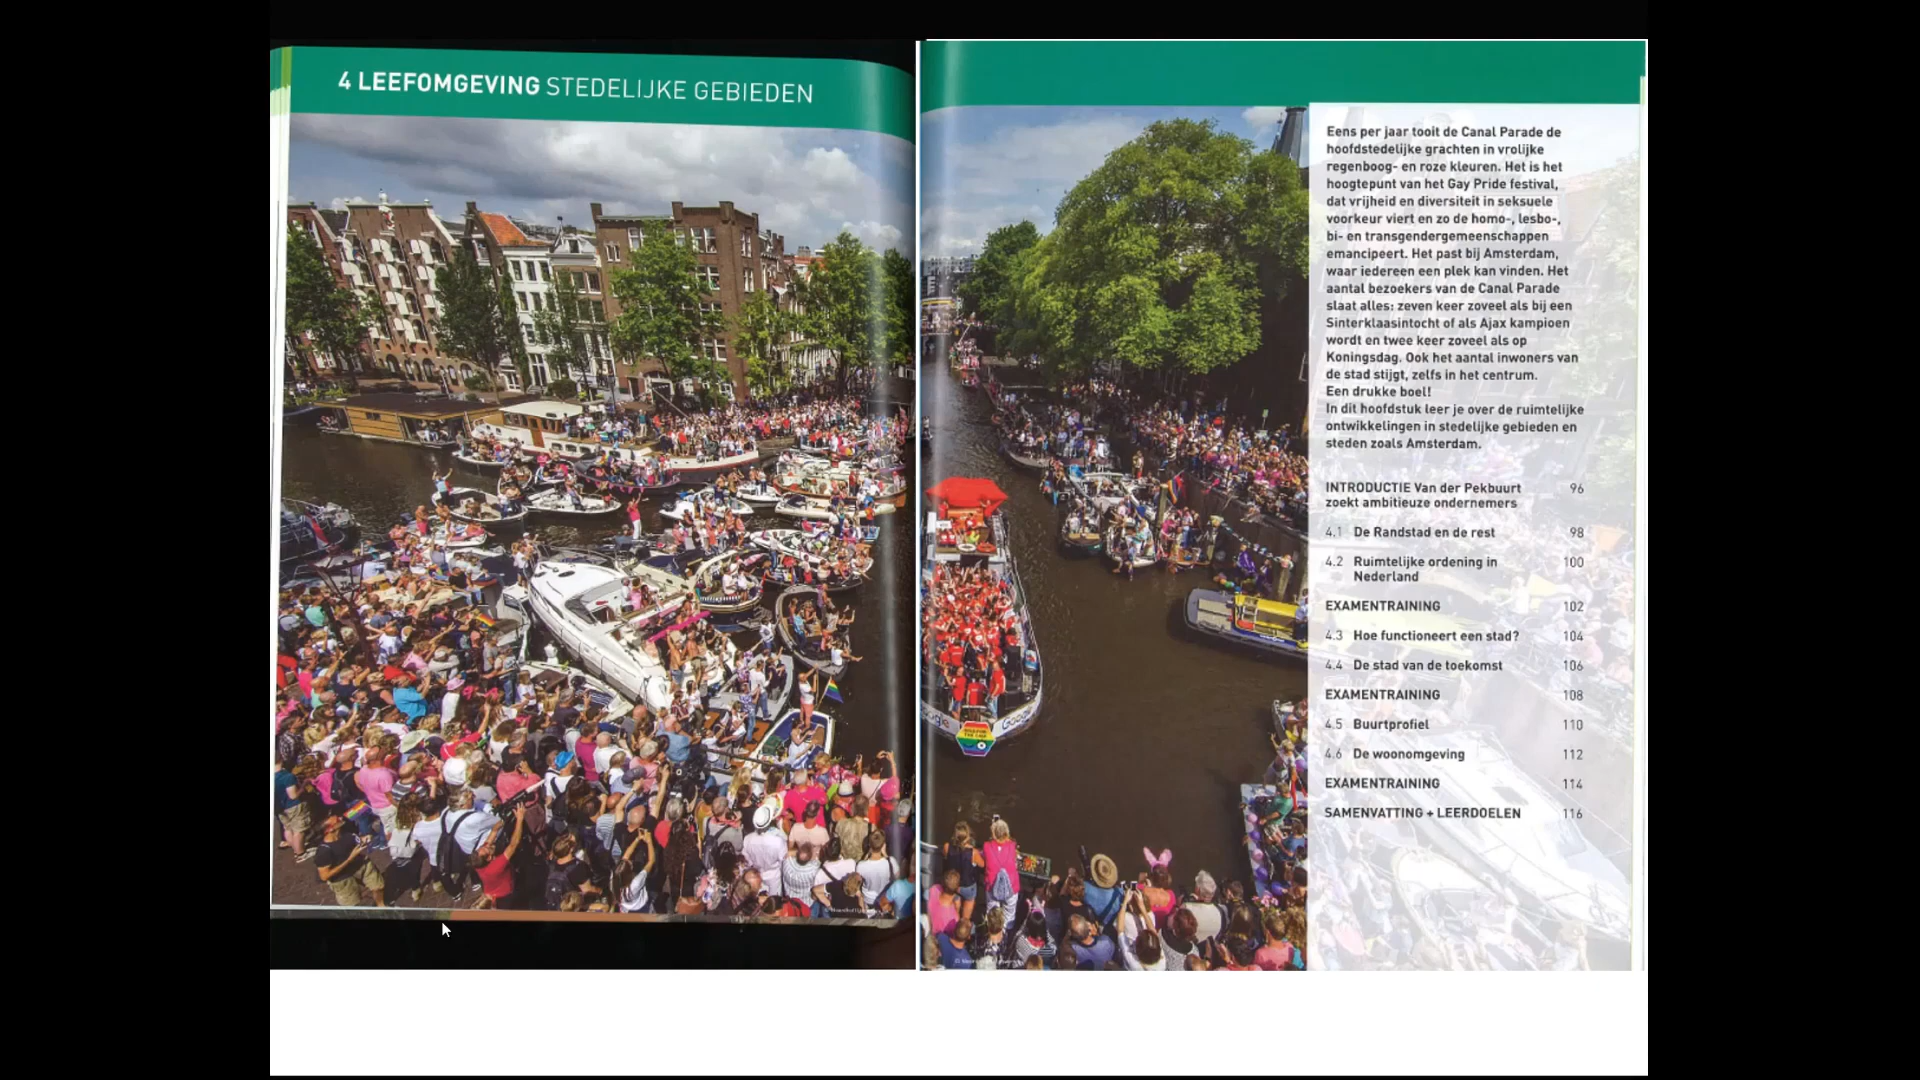 4 LEEFOMGEVING STEDELIJKE GEBIEDEN
Eens per jaar tooit de Canal Parade de
hoofdstedelijke grachten in vrolijke
regenboog- en roze kleuren. Het is het
hoogtepunt van het Gay Pride festival,
dat vrijheid en diversiteit in seksuele
voorkeur viert en zo de homo-, lesbo-,
bi- en transgendergemeenschappen
emancipeert. Het past bij Amsterdam,
waar iedereen een plek kan vinden. Het
aantal bezoekers van de Canal Parade
slaat alles: zeven keer zoveel als bij een
Sinterklaasintocht of als Ajax kampioen
wordt en twee keer zoveel als op
Koningsdag. Ook het aantal inwoners van
de stad stijgt, zelfs in het centrum.
Een drukke boel!
In dit hoofdstuk leer je over de ruimtelijke
ontwikkelingen in stedelijke gebieden en
steden zoals Amsterdam.
INTRODUCTIE Van der Pekbuurt 96
zoekt ambitieuze ondernemers
4.1 De Randstad en de rest 98
4.2 Ruimtelijke ordening in 100
Nederland
EXAMENTRAINING 102
4.3 Hoe functioneert een stad? 104
4.4 De stad van de toekomst 106
EXAMENTRAINING 108
4.5 Buurtprofiel 110
4.6 De woonomgeving 112
EXAMENTRAINING 114
SAMENVATTING + LEERDOELEN 116
Google